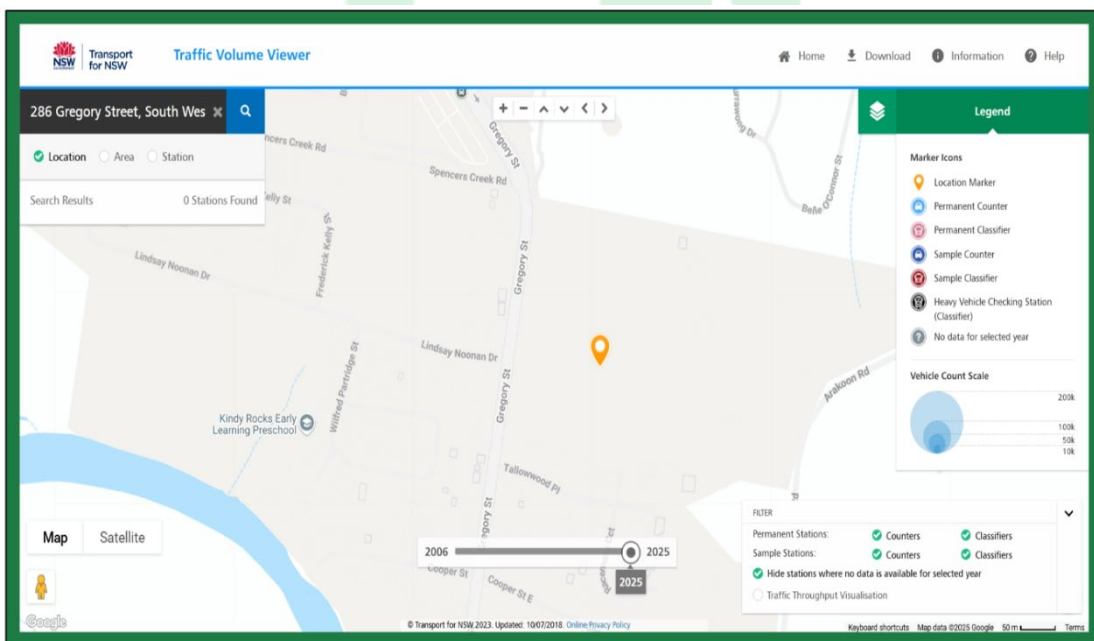 NSW
Transport
for NSW
Traffic Volume Viewer
Home
Download
Information
Help
286 Gregory Street, South Wes
Location
Area
Station
Search Results
0 Stations Found
Legend
Marker Icons
Location Marker
Permanent Counter
Permanent Classifier
Sample Counter
Sample Classifier
Heavy Vehicle Checking Station
(Classifier)
No data for selected year
Vehicle Count Scale
200k
100k
50k
10k
ncers Creek Rd
Gregory St
Spencers Creek Rd
Belle O'Connor St
Frederick Kelly St
Gregory St
Lindsay Noonan Dr
Lindsay Noonan Dr
Wilfred Partridge St
Gregory St
Arakoon Rd
Kindy Rocks Early
Learning Preschool
Tallowwood Pl
Gregory St
Cooper St
Cooper St E
Map
Satellite
2006
2025
2025
FILTER
Permanent Stations:
Counters
Classifiers
Sample Stations:
Counters
Classifiers
Hide stations where no data is available for selected year
Traffic Throughput Visualisation
Google
© Transport for NSW 2023. Updated: 10/07/2018. Online Privacy Policy
Keyboard shortcuts
Map data ©2025 Google
50 m
Terms